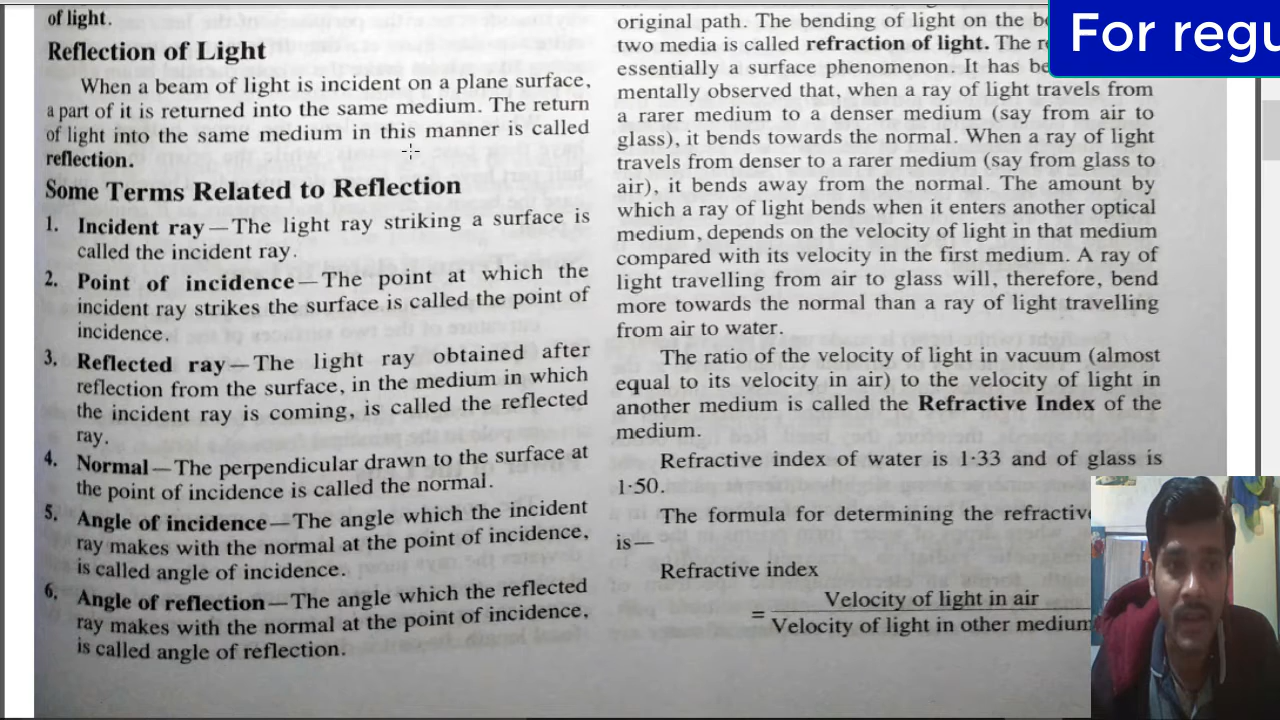 of light.
Reflection of Light
When a beam of light is incident on a plane surface,
a part of it is returned into the same medium. The return
of light into the same medium in this manner is called
reflection.
Some Terms Related to Reflection
1. Incident ray—The light ray striking a surface is
called the incident ray.
2. Point of incidence—The point at which the
incident ray strikes the surface is called the point of
incidence.
3. Reflected ray—The light ray obtained after
reflection from the surface, in the medium in which
the incident ray is coming, is called the reflected
ray.
4. Normal—The perpendicular drawn to the surface at
the point of incidence is called the normal.
5. Angle of incidence—The angle which the incident
ray makes with the normal at the point of incidence,
is called angle of incidence.
6. Angle of reflection—The angle which the reflected
ray makes with the normal at the point of incidence,
is called angle of reflection.
original path. The bending of light on the
two media is called refraction of light. The
essentially a surface phenomenon. It has
mentally observed that, when a ray of light travels from
a rarer medium to a denser medium (say from air to
glass), it bends towards the normal. When a ray of light
travels from denser to a rarer medium (say from glass to
air), it bends away from the normal. The amount by
which a ray of light bends when it enters another optical
medium, depends on the velocity of light in that medium
compared with its velocity in the first medium. A ray of
light travelling from air to glass will, therefore, bend
more towards the normal than a ray of light travelling
from air to water.
The ratio of the velocity of light in vacuum (almost
equal to its velocity in air) to the velocity of light in
another medium is called the Refractive Index of the
medium.
Refractive index of water is 1·33 and of glass is
1·50.
The formula for determining the refractive
is—
Refractive index
= Velocity of light in air
Velocity of light in other medium
For regu